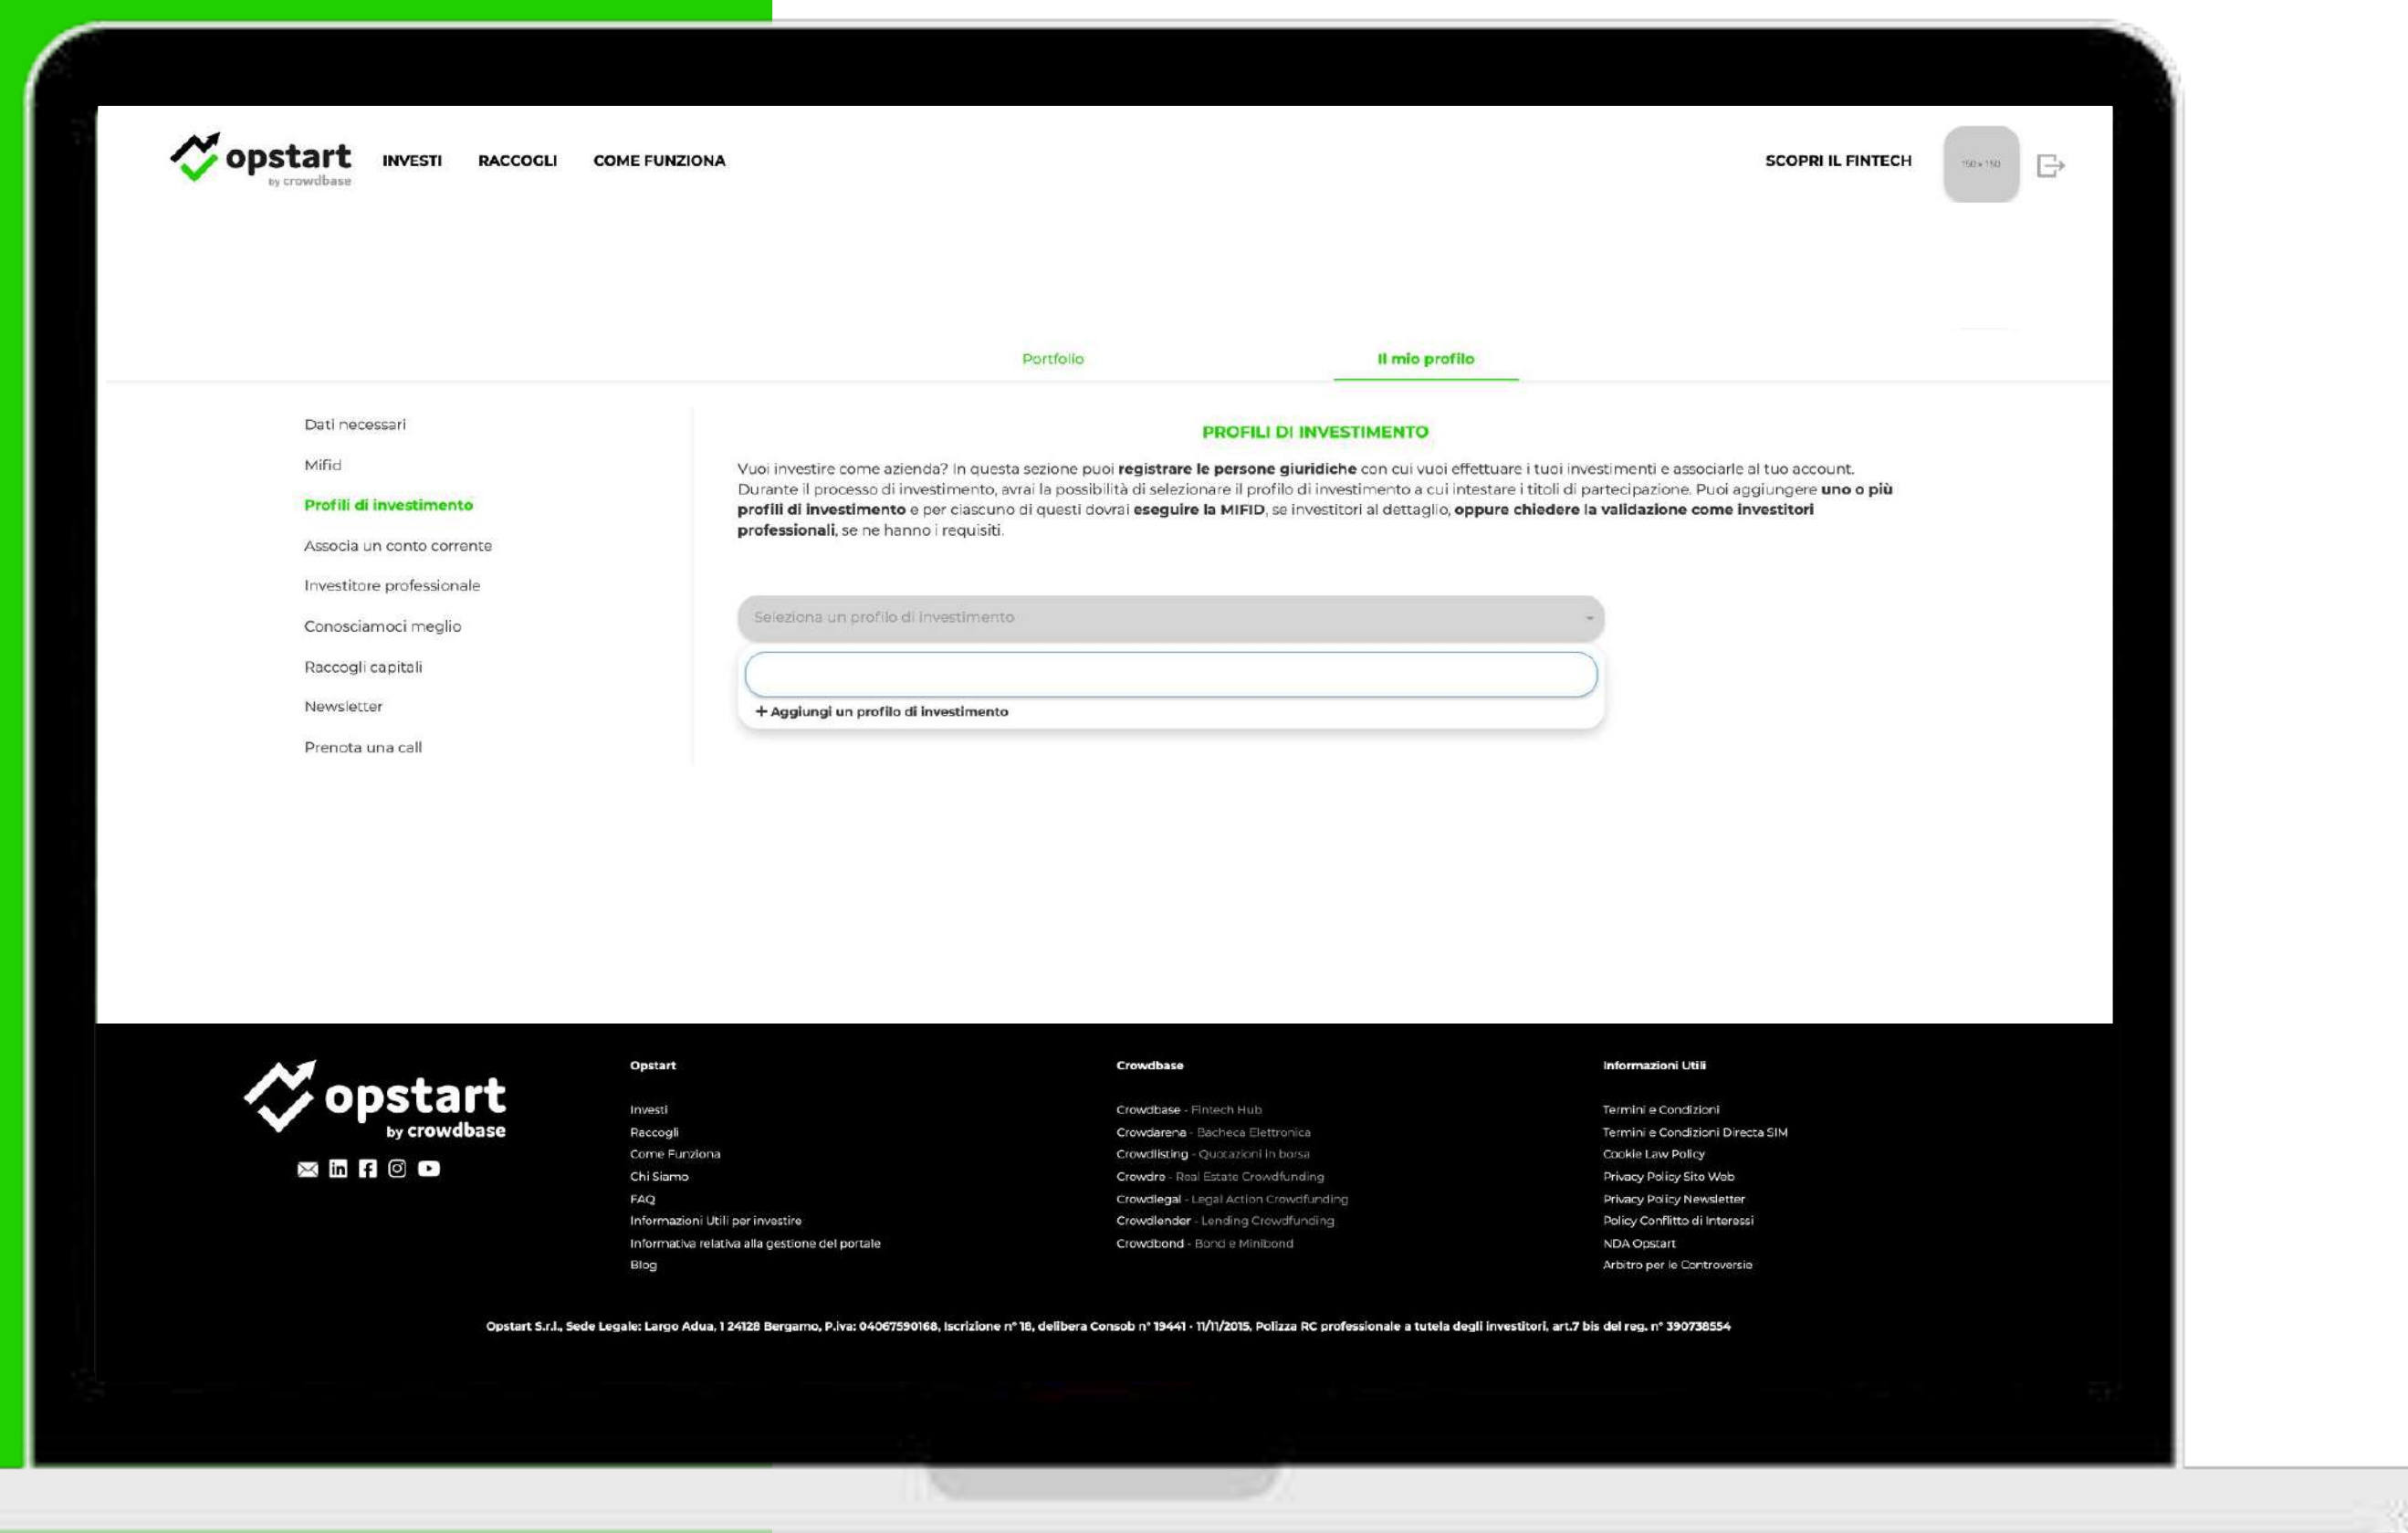 opstart
by crowdbase
INVESTI
RACCOGLI
COME FUNZIONA
SCOPRI IL FINTECH
150 x 150
Portfolio
Il mio profilo
Dati necessari
Mifid
Profili di investimento
Associa un conto corrente
Investitore professionale
Conosciamoci meglio
Raccogli capitali
Newsletter
Prenota una call
PROFILI DI INVESTIMENTO
Vuoi investire come azienda? In questa sezione puoi registrare le persone giuridiche con cui vuoi effettuare i tuoi investimenti e associarle al tuo account.
Durante il processo di investimento, avrai la possibilità di selezionare il profilo di investimento a cui intestare i titoli di partecipazione. Puoi aggiungere uno o più
profili di investimento e per ciascuno di questi dovrai eseguire la MIFID, se investitori al dettaglio, oppure chiedere la validazione come investitori
professionali, se ne hanno i requisiti.
Seleziona un profilo di investimento
+ Aggiungi un profilo di investimento
opstart
by crowdbase
Opstart
Investi
Raccogli
Come Funziona
Chi Siamo
FAQ
Informazioni Utili per investire
Informativa relativa alla gestione del portale
Blog
Crowdbase
Crowdbase - Fintech Hub
Crowdarena - Bacheca Elettronica
Crowdlisting - Quotazioni in borsa
Crowdre - Real Estate Crowdfunding
Crowdlegal - Legal Action Crowdfunding
Crowdlender - Lending Crowdfunding
Crowdbond - Bond e Minibond
Informazioni Utili
Termini e Condizioni
Termini e Condizioni Directa SIM
Cookie Law Policy
Privacy Policy Sito Web
Privacy Policy Newsletter
Policy Conflitto di Interessi
NDA Opstart
Arbitro per le Controversie
Opstart S.r.l., Sede Legale: Largo Adua, 1 24128 Bergamo, P.Iva: 04067590168, Iscrizione n° 18, delibera Consob n° 19441 - 11/11/2015, Polizza RC professionale a tutela degli investitori, art.7 bis del reg. n° 390738554